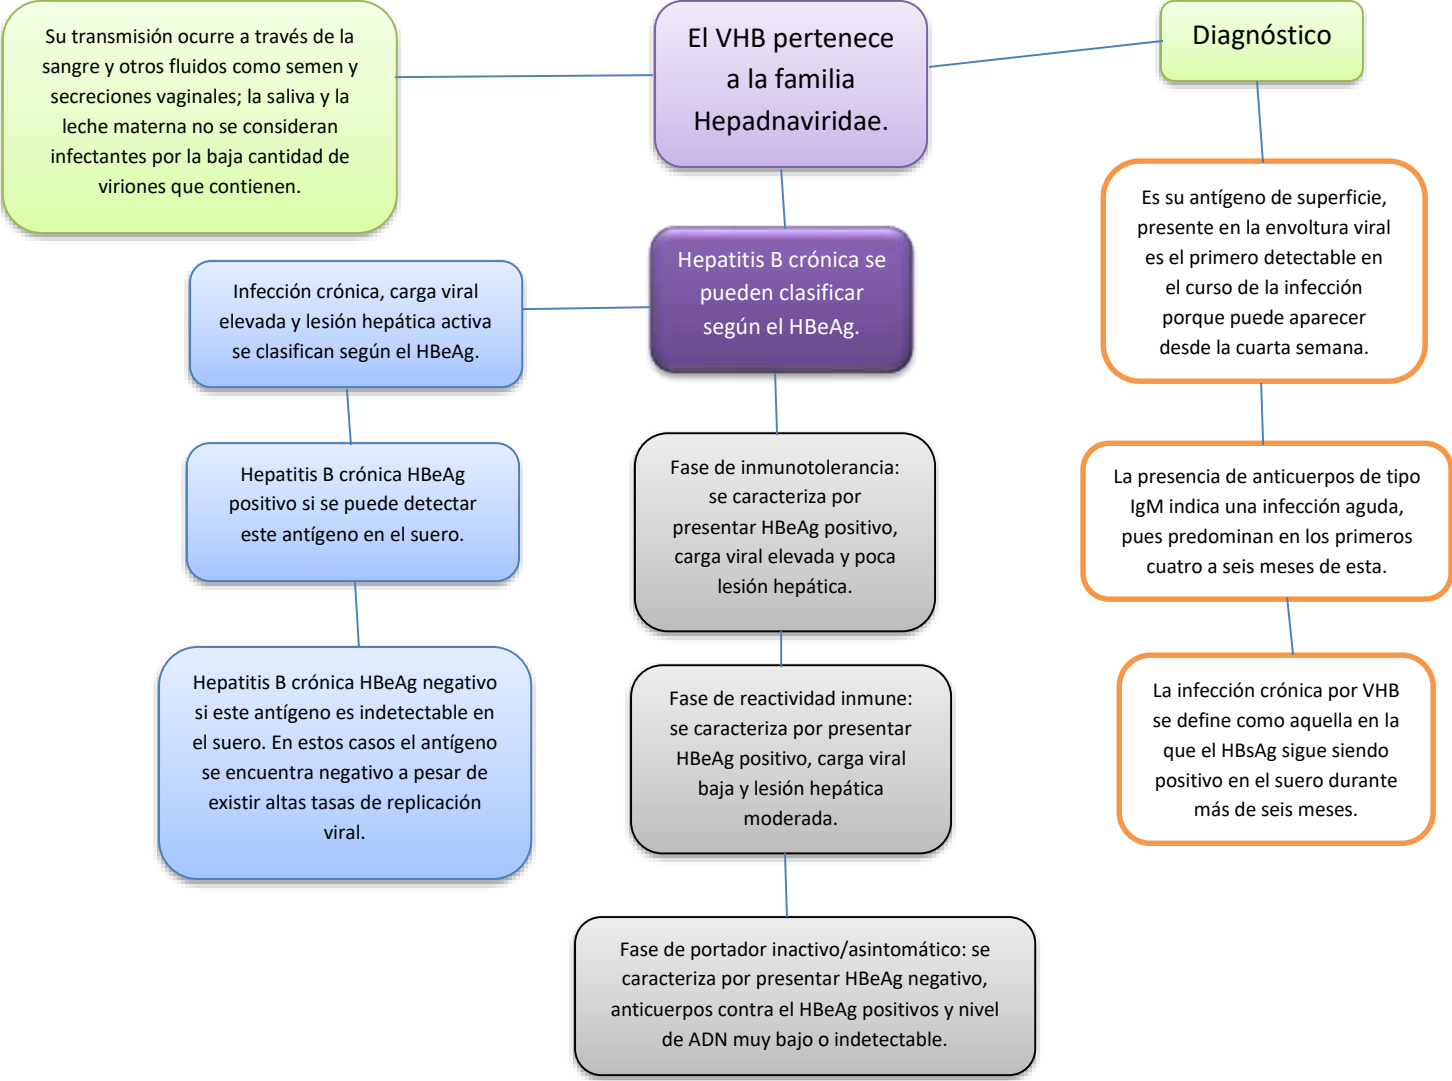 Su transmisión ocurre a través de la
sangre y otros fluidos como semen y
secreciones vaginales; la saliva y la
leche materna no se consideran
infectantes por la baja cantidad de
viriones que contienen.
El VHB pertenece
a la familia
Hepadnaviridae.
Diagnóstico
Hepatitis B crónica se
pueden clasificar
según el HBeAg.
Infección crónica, carga viral
elevada y lesión hepática activa
se clasifican según el HBeAg.
Hepatitis B crónica HBeAg
positivo si se puede detectar
este antígeno en el suero.
Hepatitis B crónica HBeAg negativo
si este antígeno es indetectable en
el suero. En estos casos el antígeno
se encuentra negativo a pesar de
existir altas tasas de replicación
viral.
Fase de inmunotolerancia:
se caracteriza por
presentar HBeAg positivo,
carga viral elevada y poca
lesión hepática.
Fase de reactividad inmune:
se caracteriza por presentar
HBeAg positivo, carga viral
baja y lesión hepática
moderada.
Fase de portador inactivo/asintomático: se
caracteriza por presentar HBeAg negativo,
anticuerpos contra el HBeAg positivos y nivel
de ADN muy bajo o indetectable.
Es su antígeno de superficie,
presente en la envoltura viral
es el primero detectable en
el curso de la infección
porque puede aparecer
desde la cuarta semana.
La presencia de anticuerpos de tipo
IgM indica una infección aguda,
pues predominan en los primeros
cuatro a seis meses de esta.
La infección crónica por VHB
se define como aquella en la
que el HBsAg sigue siendo
positivo en el suero durante
más de seis meses.